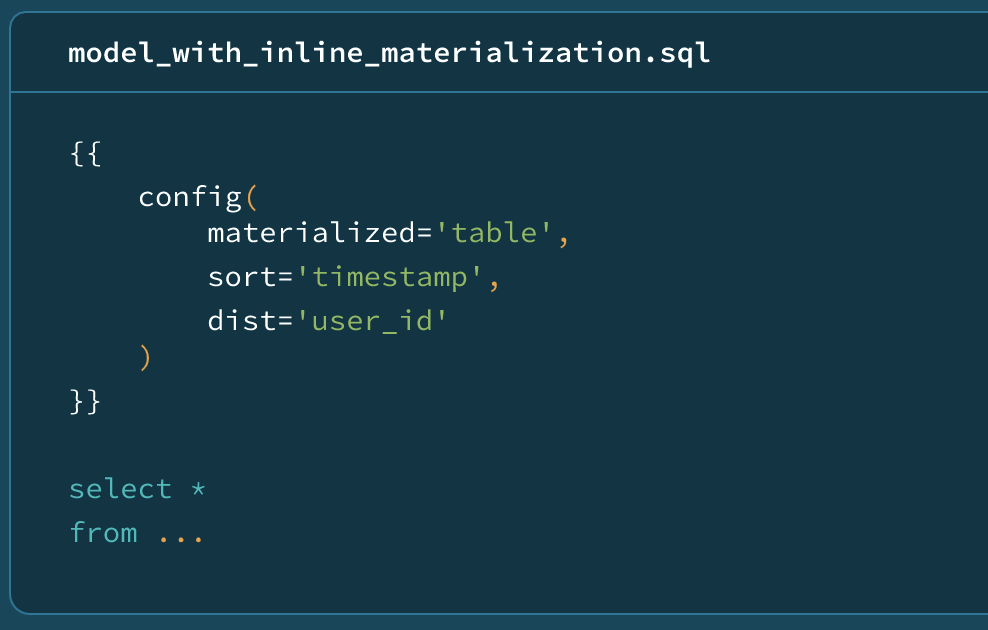 model_with_inline_materialization.sql
{{
    config(
        materialized='table',
        sort='timestamp',
        dist='user_id'
    )
}}
select *
from ...